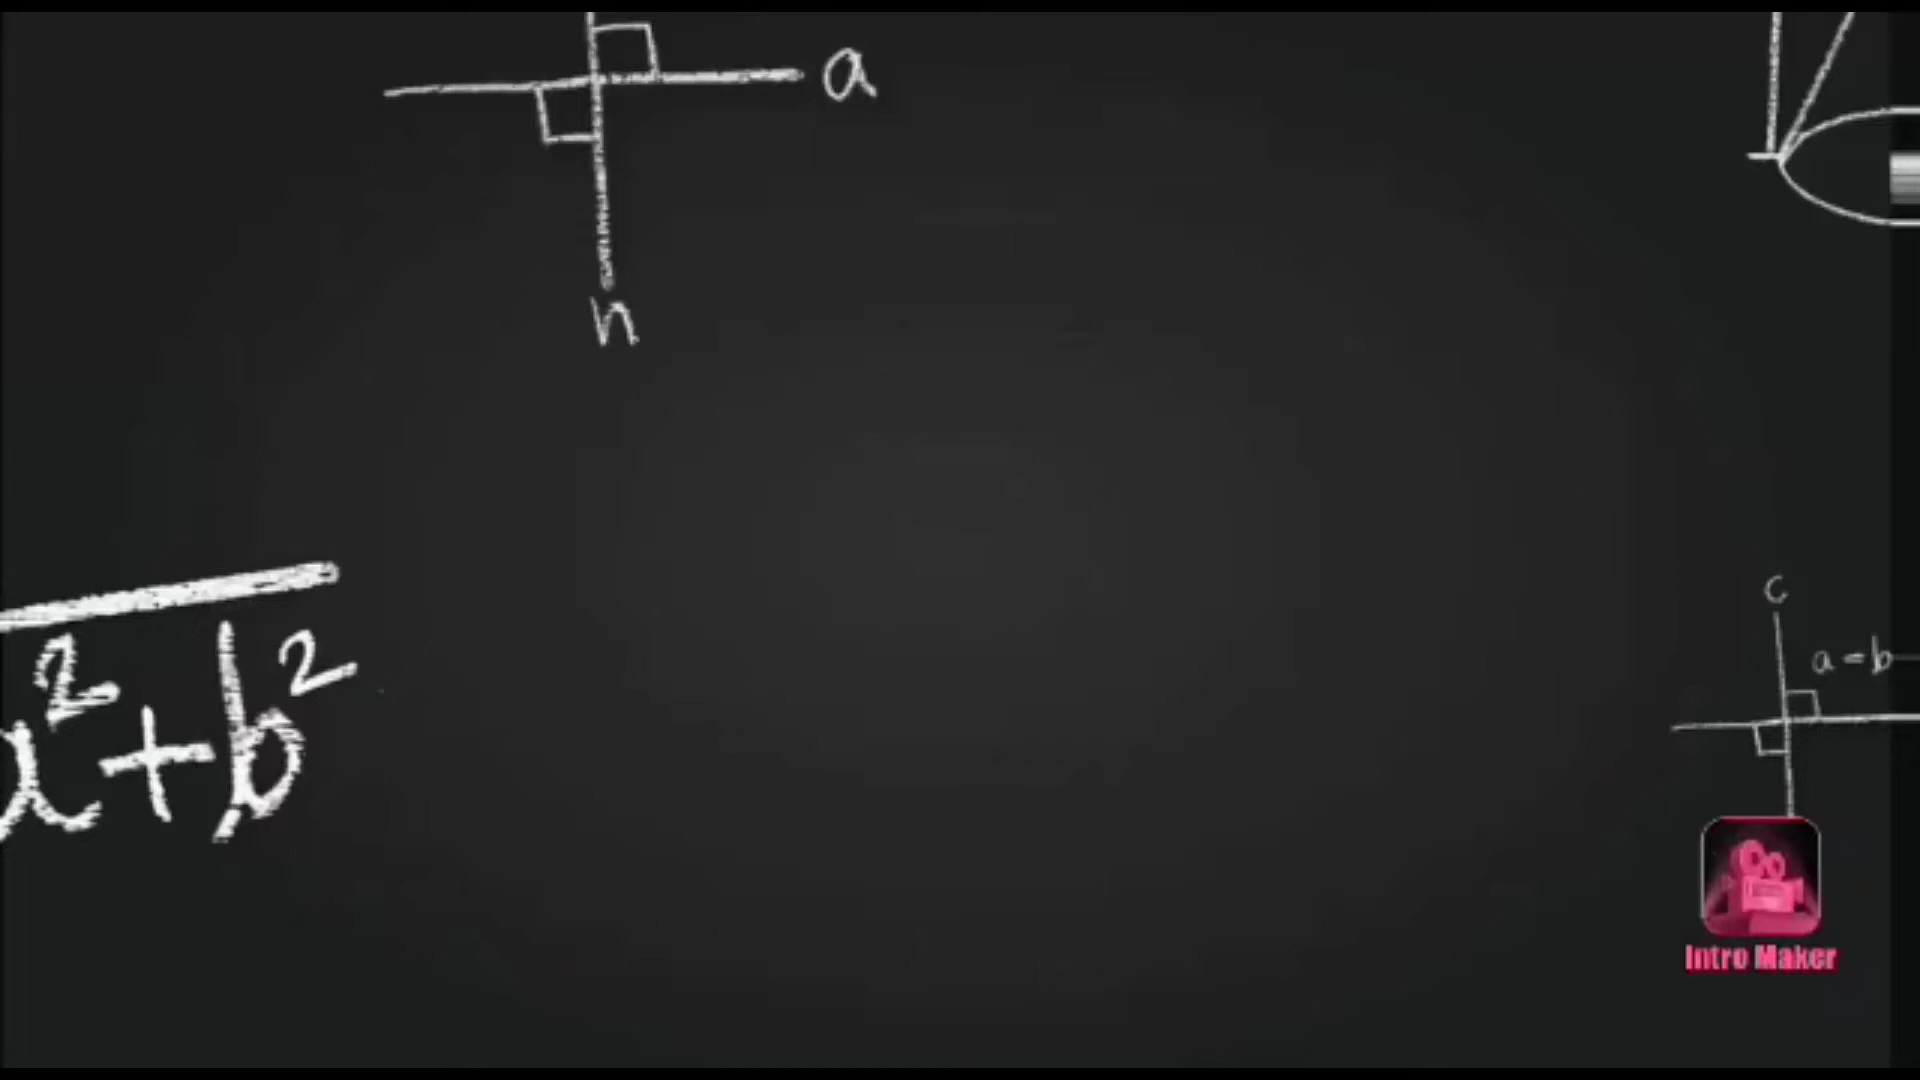 a
n
c
a = b
a²+b²
Intro Maker